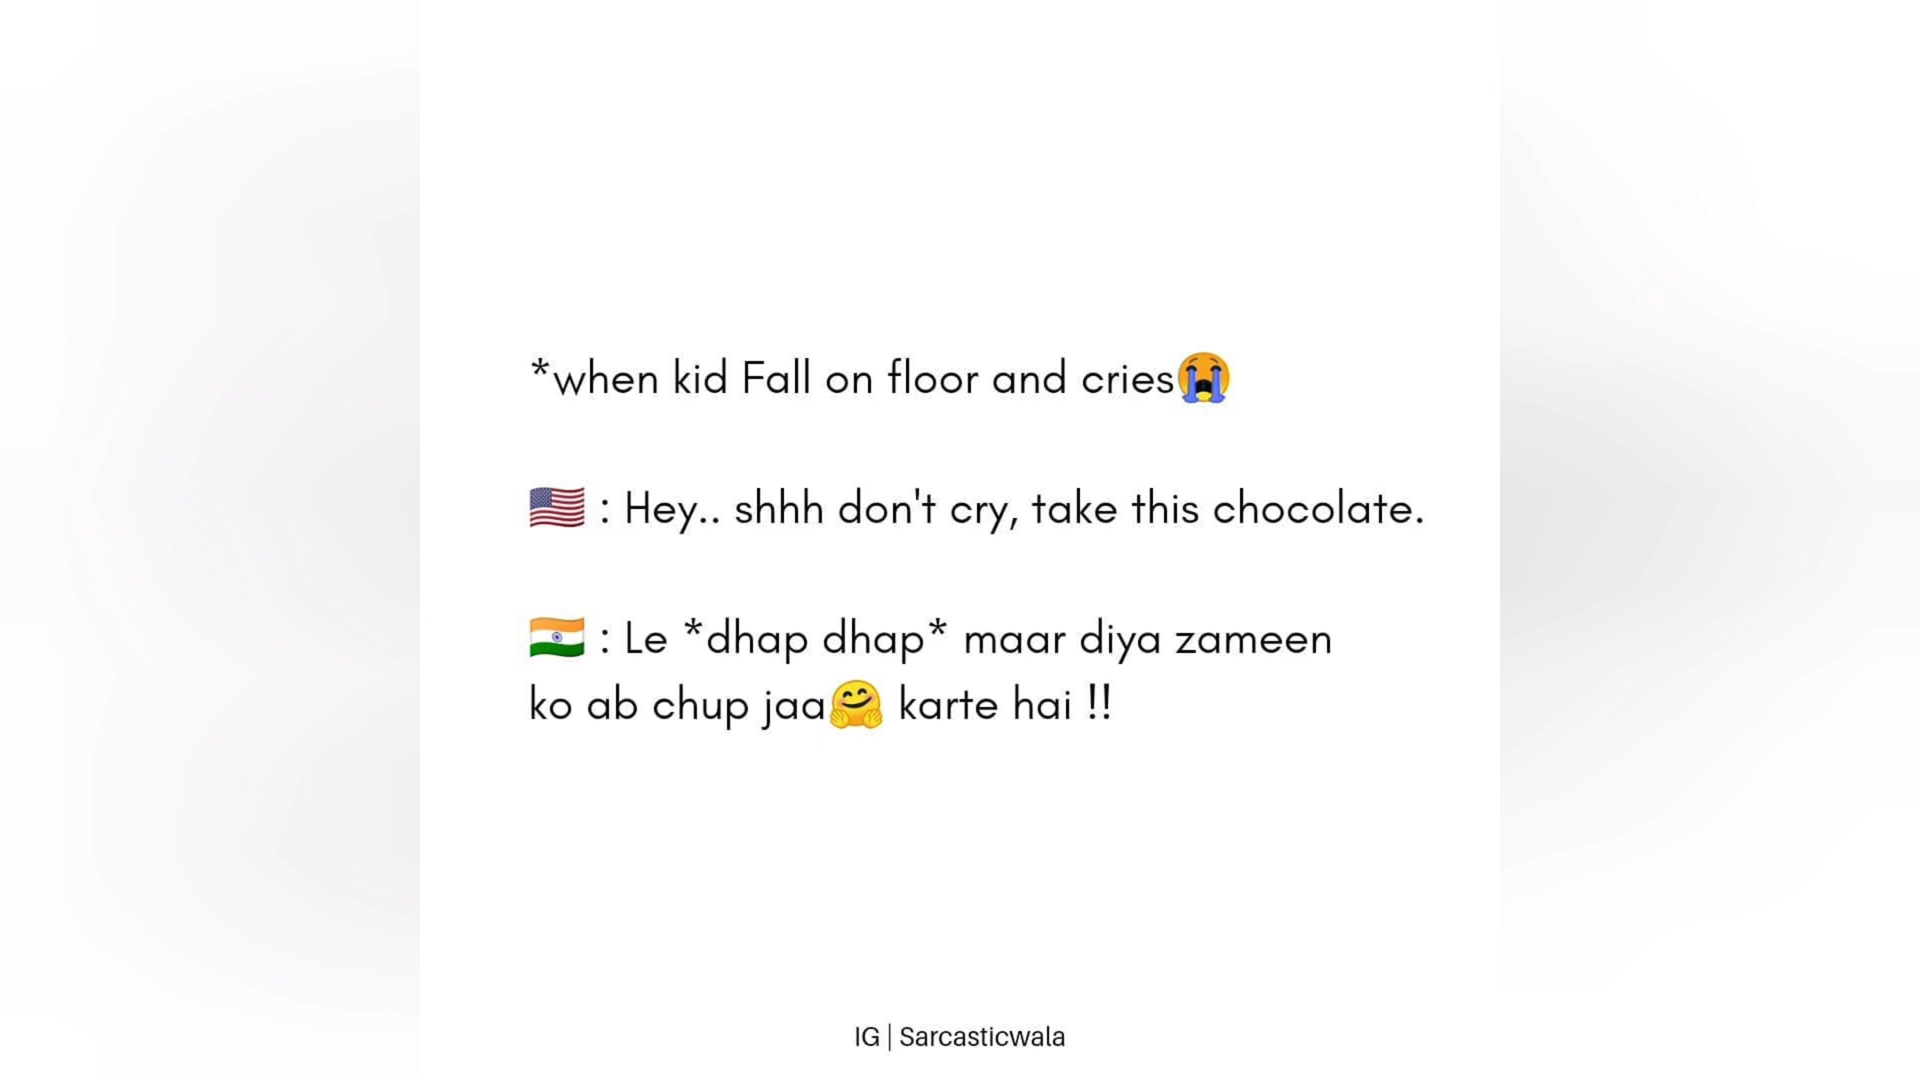 *when kid Fall on floor and cries😭
🇺🇸 : Hey.. shhh don't cry, take this chocolate.
🇮🇳 : Le *dhap dhap* maar diya zameen
ko ab chup jaa🤗 karte hai !!
IG | Sarcasticwala